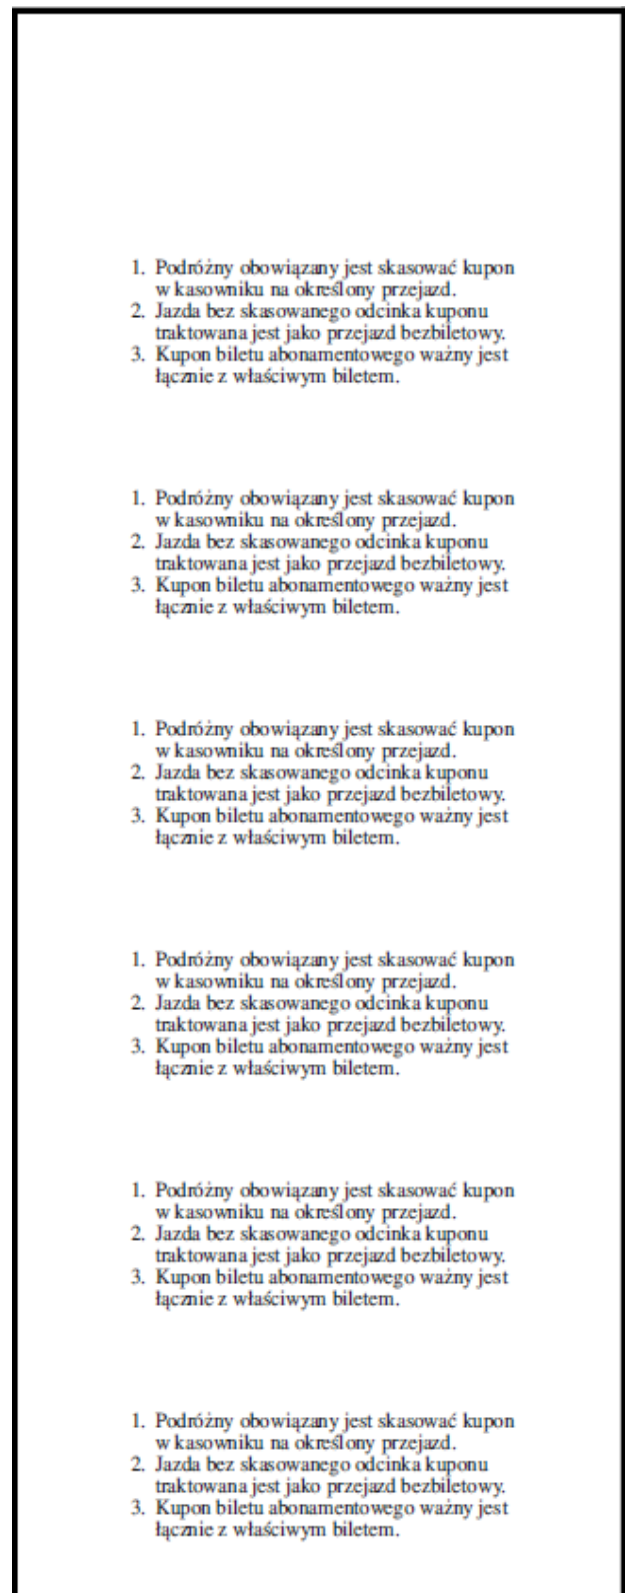 1. Podróżny obowiązany jest skasować kupon
w kasowniku na określony przejazd.
2. Jazda bez skasowanego odcinka kuponu
traktowana jest jako przejazd bezbiletowy.
3. Kupon biletu abonamentowego ważny jest
łącznie z właściwym biletem.
1. Podróżny obowiązany jest skasować kupon
w kasowniku na określony przejazd.
2. Jazda bez skasowanego odcinka kuponu
traktowana jest jako przejazd bezbiletowy.
3. Kupon biletu abonamentowego ważny jest
łącznie z właściwym biletem.
1. Podróżny obowiązany jest skasować kupon
w kasowniku na określony przejazd.
2. Jazda bez skasowanego odcinka kuponu
traktowana jest jako przejazd bezbiletowy.
3. Kupon biletu abonamentowego ważny jest
łącznie z właściwym biletem.
1. Podróżny obowiązany jest skasować kupon
w kasowniku na określony przejazd.
2. Jazda bez skasowanego odcinka kuponu
traktowana jest jako przejazd bezbiletowy.
3. Kupon biletu abonamentowego ważny jest
łącznie z właściwym biletem.
1. Podróżny obowiązany jest skasować kupon
w kasowniku na określony przejazd.
2. Jazda bez skasowanego odcinka kuponu
traktowana jest jako przejazd bezbiletowy.
3. Kupon biletu abonamentowego ważny jest
łącznie z właściwym biletem.
1. Podróżny obowiązany jest skasować kupon
w kasowniku na określony przejazd.
2. Jazda bez skasowanego odcinka kuponu
traktowana jest jako przejazd bezbiletowy.
3. Kupon biletu abonamentowego ważny jest
łącznie z właściwym biletem.